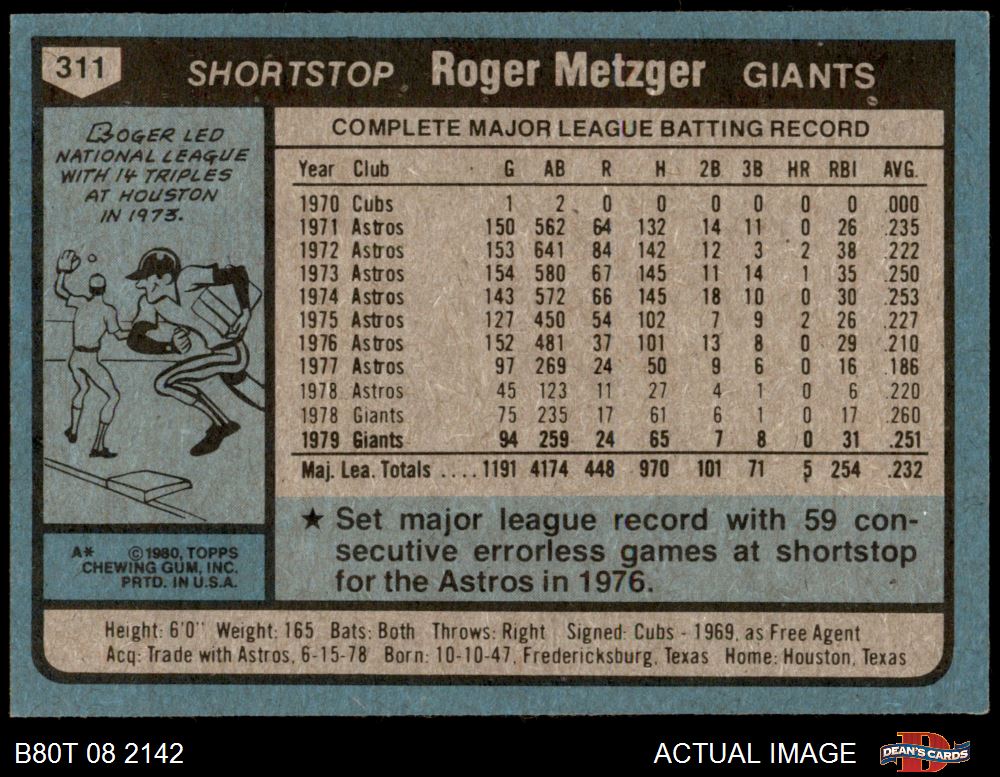 311
SHORTSTOP Roger Metzger GIANTS
ROGER LED
NATIONAL LEAGUE
WITH 14 TRIPLES
AT HOUSTON
IN 1973.
COMPLETE MAJOR LEAGUE BATTING RECORD
Year Club G AB R H 2B 3B HR RBI AVG.
1970 Cubs 1 2 0 0 0 0 0 0 .000
1971 Astros 150 562 64 132 14 11 0 26 .235
1972 Astros 153 641 84 142 12 3 2 38 .222
1973 Astros 154 580 67 145 11 14 1 35 .250
1974 Astros 143 572 66 145 18 10 0 30 .253
1975 Astros 127 450 54 102 7 9 2 26 .227
1976 Astros 152 481 37 101 13 8 0 29 .210
1977 Astros 97 269 24 50 9 6 0 16 .186
1978 Astros 45 123 11 27 4 1 0 6 .220
1978 Giants 75 235 17 61 6 1 0 17 .260
1979 Giants 94 259 24 65 7 8 0 31 .251
Maj. Lea. Totals .... 1191 4174 448 970 101 71 5 254 .232
★ Set major league record with 59 con-
secutive errorless games at shortstop
for the Astros in 1976.
A* © 1980, TOPPS
CHEWING GUM, INC.
PRTD. IN U.S.A.
Height: 6'0" Weight: 165 Bats: Both Throws: Right Signed: Cubs - 1969, as Free Agent
Acq: Trade with Astros, 6-15-78 Born: 10-10-47, Fredericksburg, Texas Home: Houston, Texas
B80T 08 2142
ACTUAL IMAGE
DEAN'S CARDS